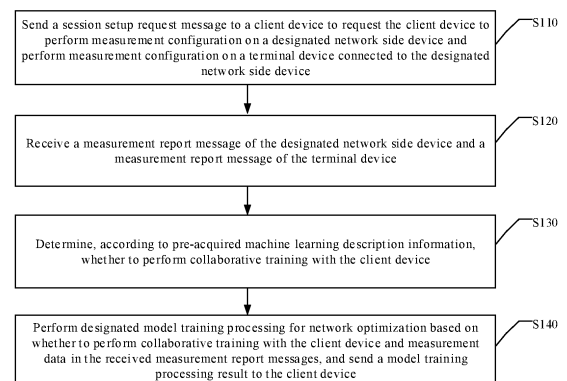 Send a session setup request message to a client device to request the client device to
perform measurement configuration on a designated network side device and
perform measurement configuration on a terminal device connected to the designated
network side device
S110
Receive a measurement report message of the designated network side device and a
measurement report message of the terminal device
S120
Determine, according to pre-acquired machine learning description information,
whether to perform collaborative training with the client device
S130
Perform designated model training processing for network optimization based on
whether to perform collaborative training with the client device and measurement
data in the received measurement report messages, and send a model training
processing result to the client device
S140